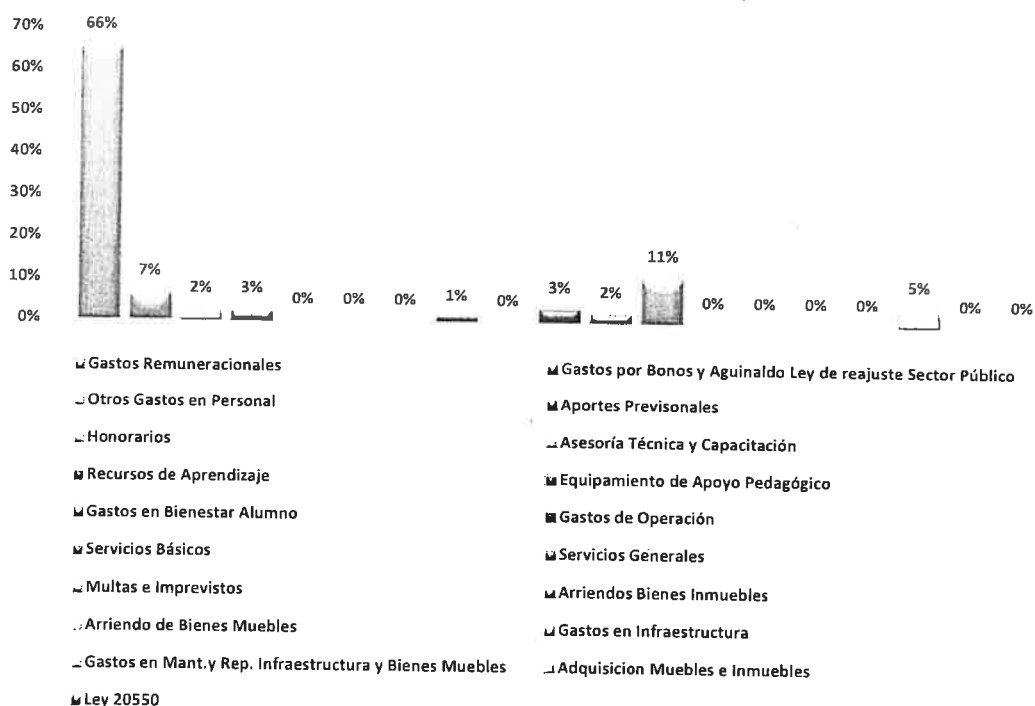 70%
66%
60%
50%
40%
30%
20%
10%
0%
7%
2%
3%
0%
0%
0%
1%
0%
3%
2%
11%
0%
0%
0%
0%
5%
0%
0%
Gastos Remuneracionales
Gastos por Bonos y Aguinaldo Ley de reajuste Sector Público
Otros Gastos en Personal
Aportes Previsonales
Honorarios
Asesoría Técnica y Capacitación
Recursos de Aprendizaje
Equipamiento de Apoyo Pedagógico
Gastos en Bienestar Alumno
Gastos de Operación
Servicios Básicos
Servicios Generales
Multas e Imprevistos
Arriendos Bienes Inmuebles
Arriendo de Bienes Muebles
Gastos en Infraestructura
Gastos en Mant.y Rep. Infraestructura y Bienes Muebles
Adquisicion Muebles e Inmuebles
Ley 20550